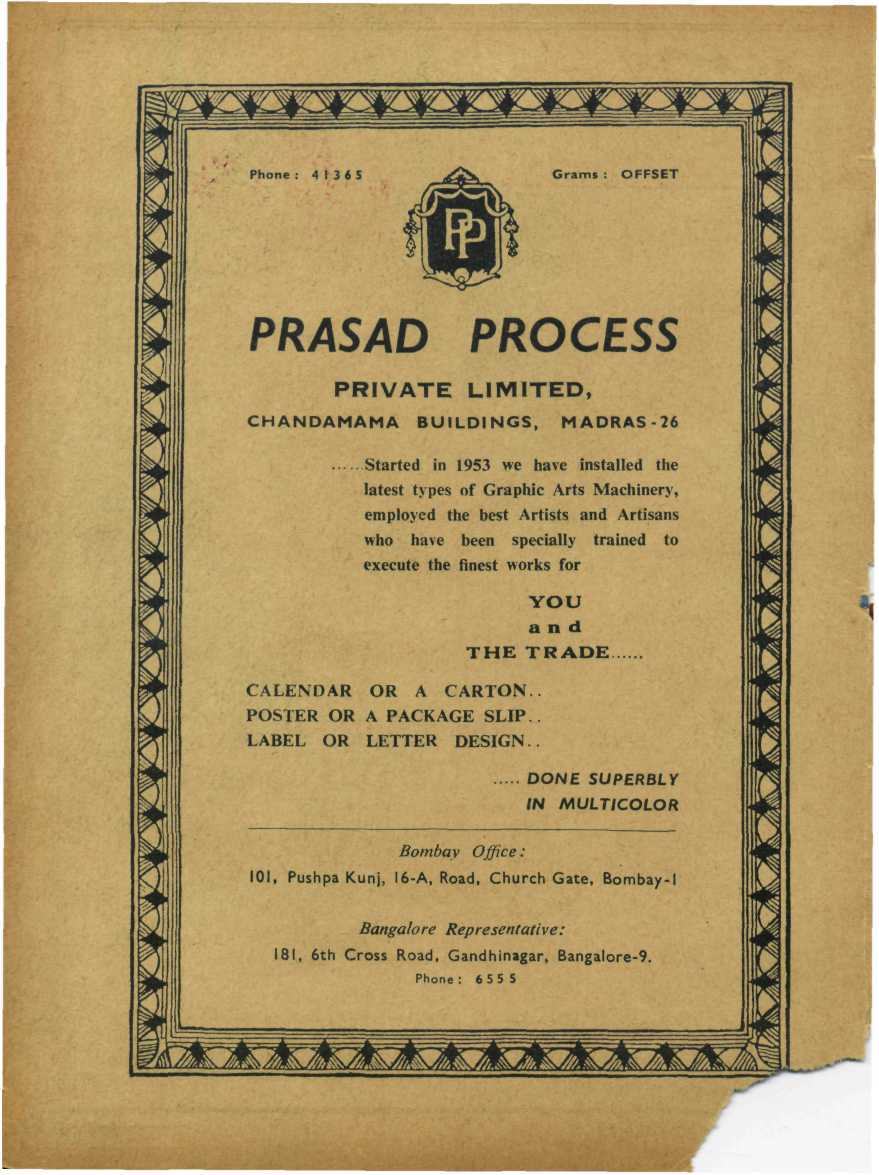 Phone : 41365 Grams : OFFSET
PP
PRASAD PROCESS
PRIVATE LIMITED,
CHANDAMAMA BUILDINGS, MADRAS-26
......Started in 1953 we have installed the
latest types of Graphic Arts Machinery,
employed the best Artists and Artisans
who have been specially trained to
execute the finest works for
YOU
and
THE TRADE......
CALENDAR OR A CARTON..
POSTER OR A PACKAGE SLIP..
LABEL OR LETTER DESIGN..
..... DONE SUPERBLY
IN MULTICOLOR
Bombay Office :
101, Pushpa Kunj, 16-A, Road, Church Gate, Bombay-1
Bangalore Representative:
181, 6th Cross Road, Gandhinagar, Bangalore-9.
Phone : 6555